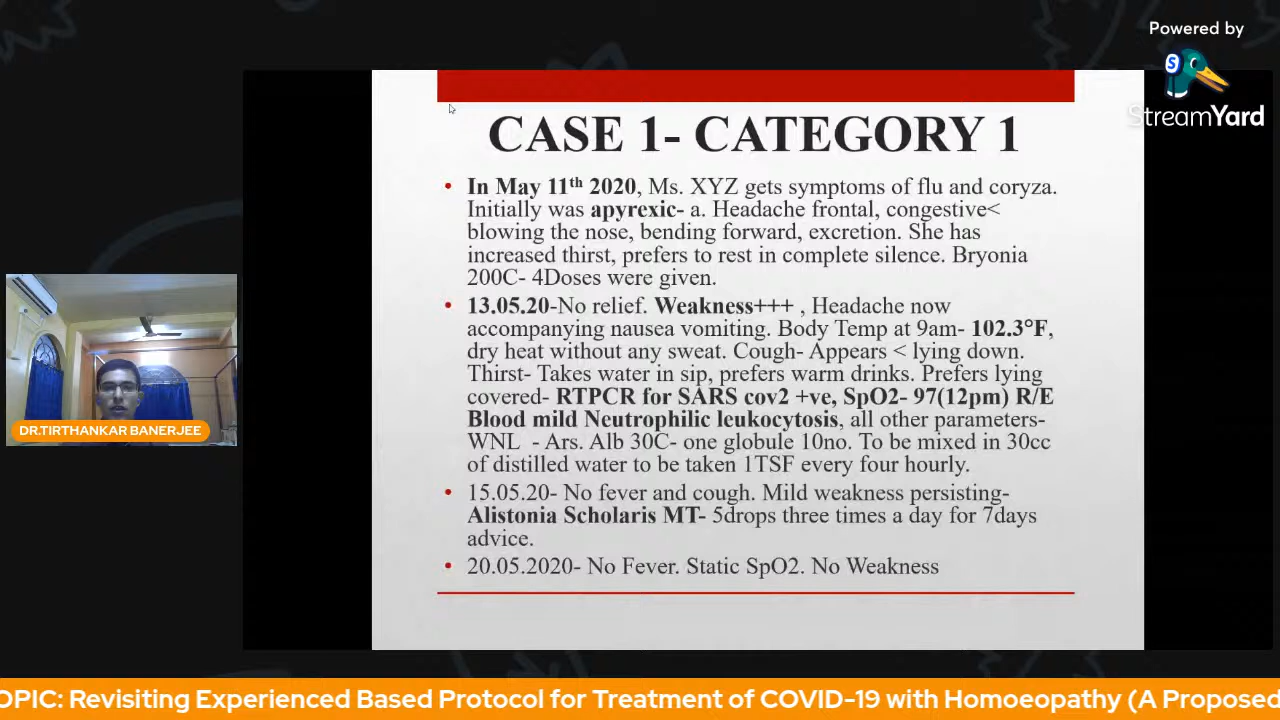 Powered by
S
StreamYard
CASE 1- CATEGORY 1
• In May 11th 2020, Ms. XYZ gets symptoms of flu and coryza.
Initially was apyrexic- a. Headache frontal, congestive<
blowing the nose, bending forward, excretion. She has
increased thirst, prefers to rest in complete silence. Bryonia
200C- 4Doses were given.
• 13.05.20-No relief. Weakness+++ , Headache now
accompanying nausea vomiting. Body Temp at 9am- 102.3°F,
dry heat without any sweat. Cough- Appears < lying down.
Thirst- Takes water in sip, prefers warm drinks. Prefers lying
covered- RTPCR for SARS cov2 +ve, SpO2- 97(12pm) R/E
Blood mild Neutrophilic leukocytosis, all other parameters-
WNL - Ars. Alb 30C- one globule 10no. To be mixed in 30cc
of distilled water to be taken 1TSF every four hourly.
• 15.05.20- No fever and cough. Mild weakness persisting-
Alistonia Scholaris MT- 5drops three times a day for 7days
advice.
• 20.05.2020- No Fever. Static SpO2. No Weakness
DR.TIRTHANKAR BANERJEE
OPIC: Revisiting Experienced Based Protocol for Treatment of COVID-19 with Homoeopathy (A Proposed